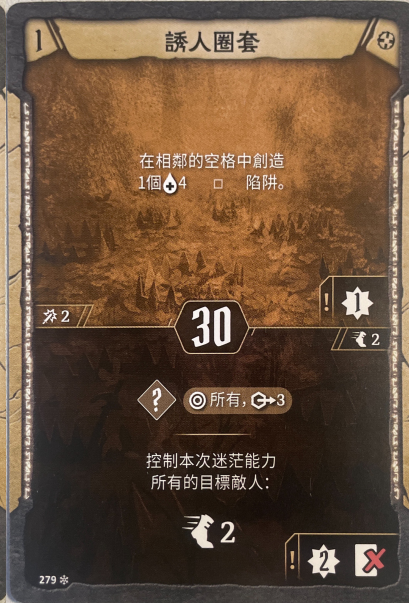 1 誘人圈套
在相鄰的空格中創造
1個 4 陷阱。
2
30
! 1
2
? 所有, 3
控制本次迷茫能力
所有的目標敵人:
2
! 2
279